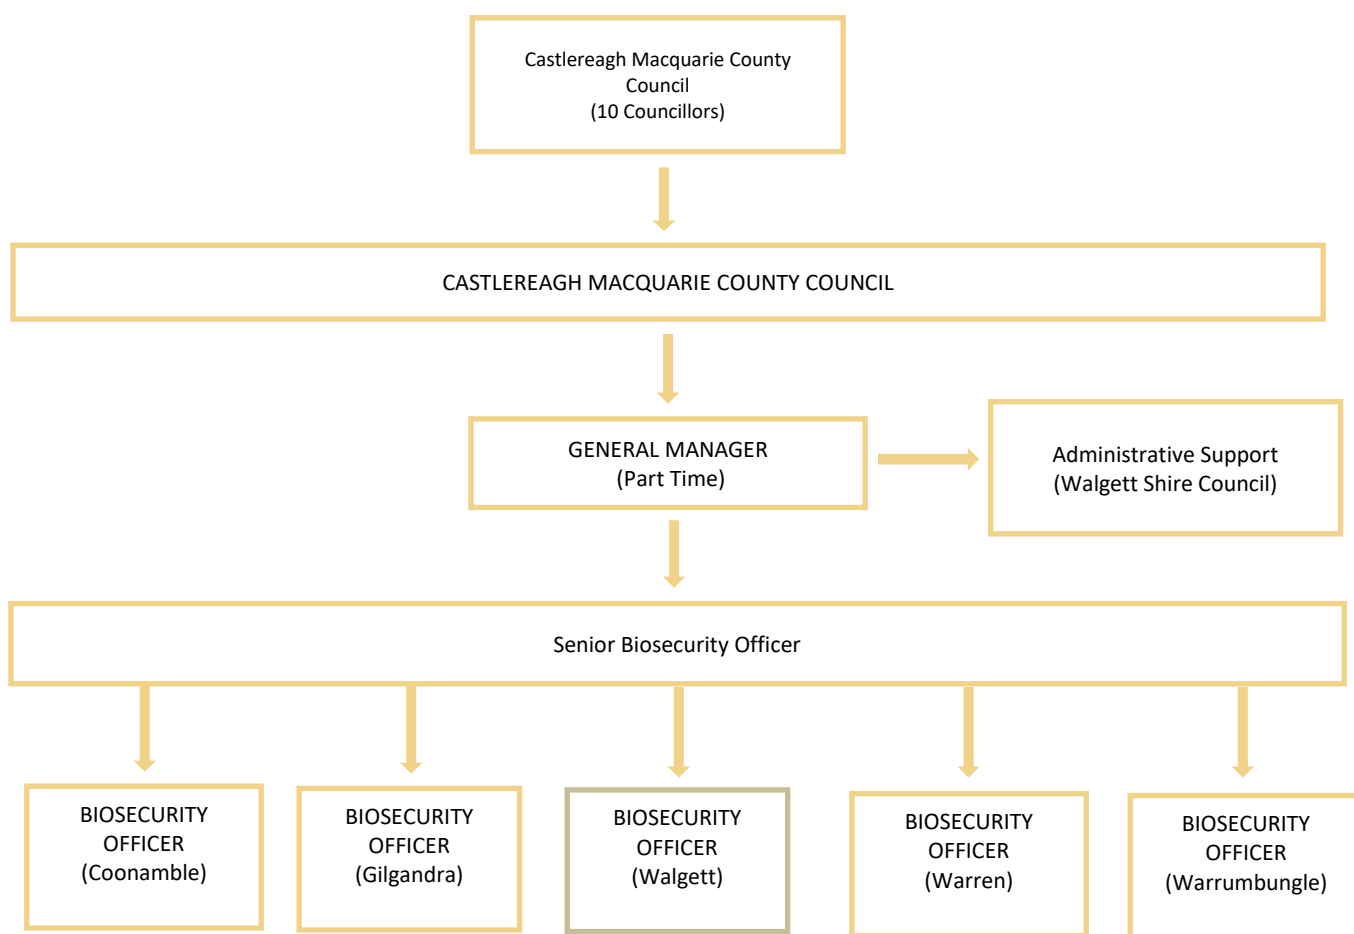 Castlereagh Macquarie County
Council
(10 Councillors)
CASTLEREAGH MACQUARIE COUNTY COUNCIL
GENERAL MANAGER
(Part Time)
Administrative Support
(Walgett Shire Council)
Senior Biosecurity Officer
BIOSECURITY
OFFICER
(Coonamble)
BIOSECURITY
OFFICER
(Gilgandra)
BIOSECURITY
OFFICER
(Walgett)
BIOSECURITY
OFFICER
(Warren)
BIOSECURITY
OFFICER
(Warrumbungle)